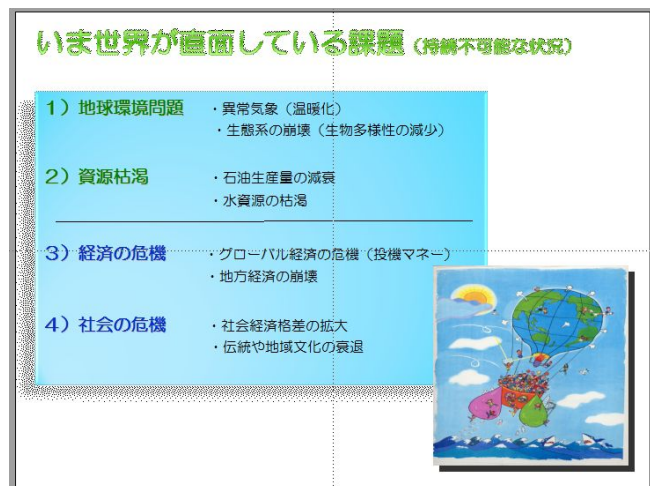 いま世界が直面している課題（持続不可能な状況）
1）地球環境問題 ・異常気象（温暖化）
・生態系の崩壊（生物多様性の減少）
2）資源枯渇 ・石油生産量の減衰
・水資源の枯渇
3）経済の危機 ・グローバル経済の危機（投機マネー）
・地方経済の崩壊
4）社会の危機 ・社会経済格差の拡大
・伝統や地域文化の衰退